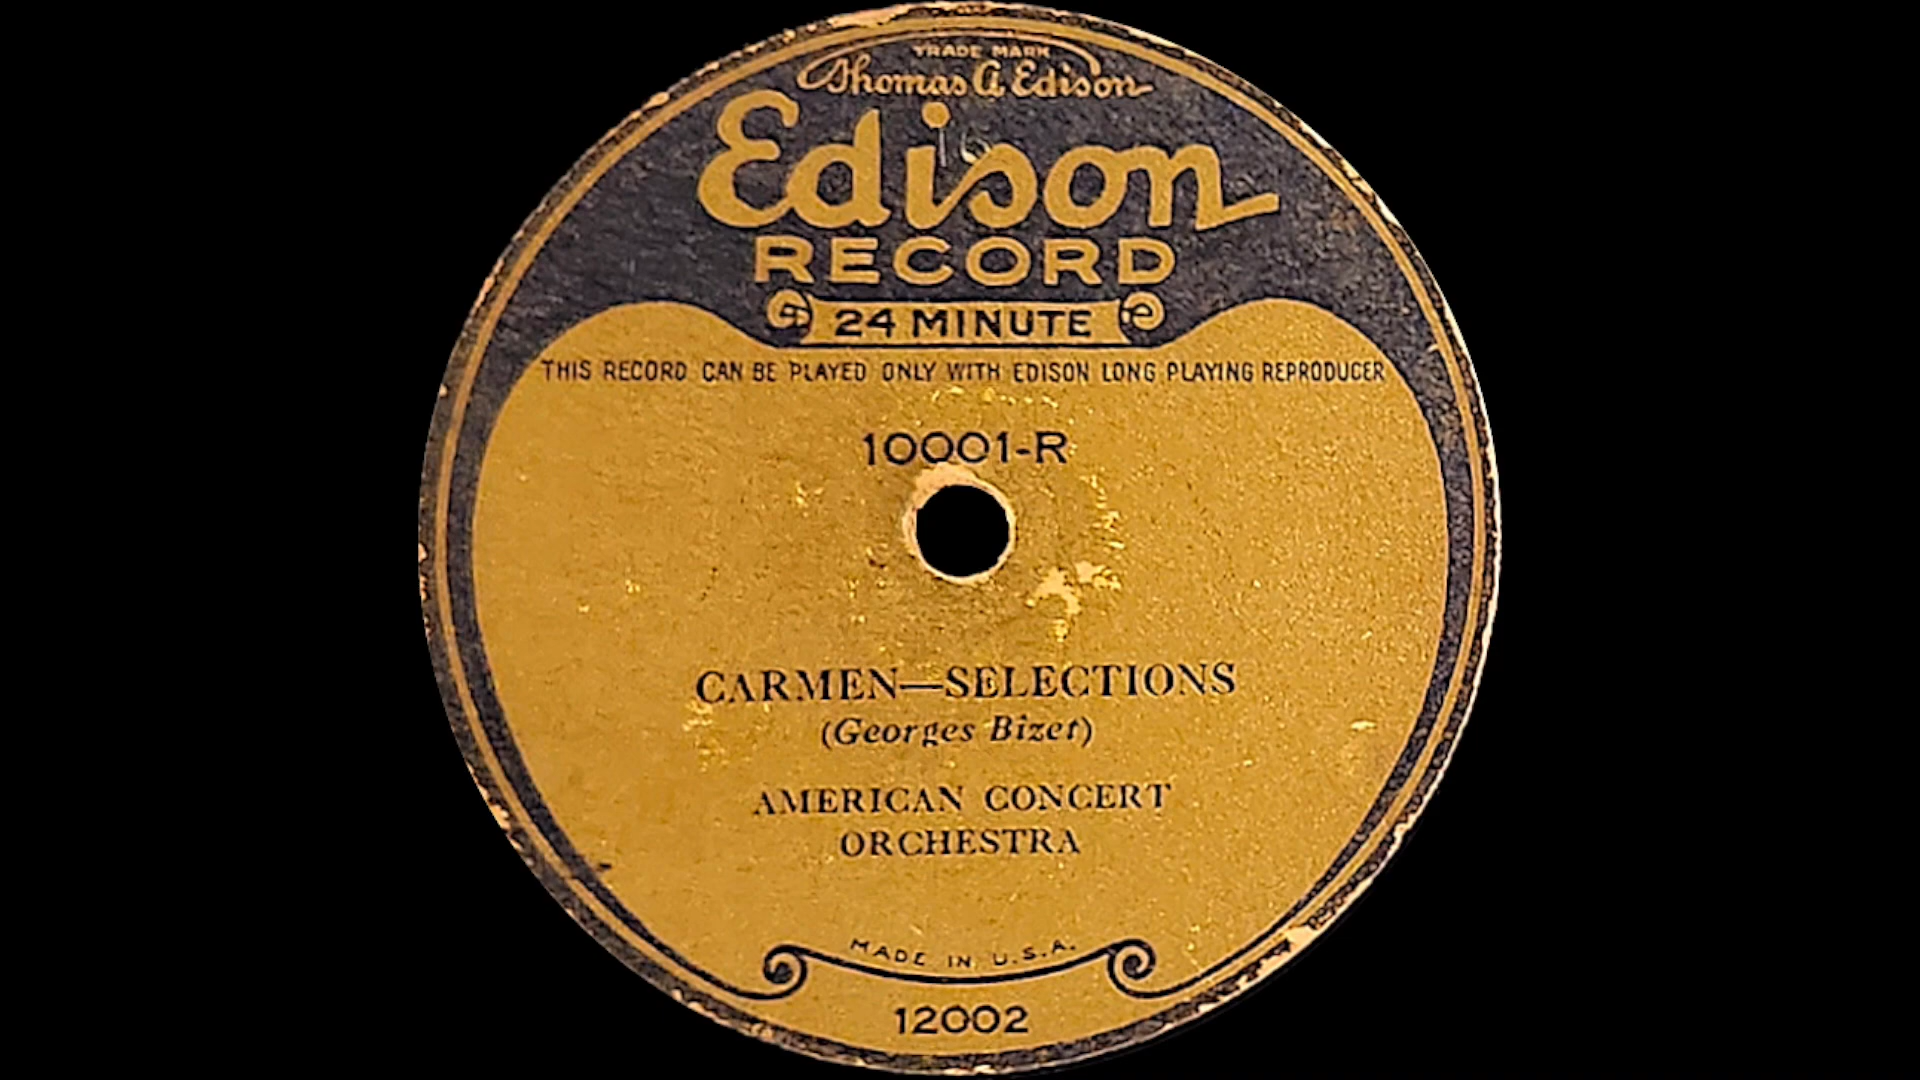 TRADE MARK
Thomas A Edison
Edison
RECORD
24 MINUTE
THIS RECORD CAN BE PLAYED ONLY WITH EDISON LONG PLAYING REPRODUCER
10001-R
CARMEN—SELECTIONS
(Georges Bizet)
AMERICAN CONCERT
ORCHESTRA
MADE IN U.S.A.
12002